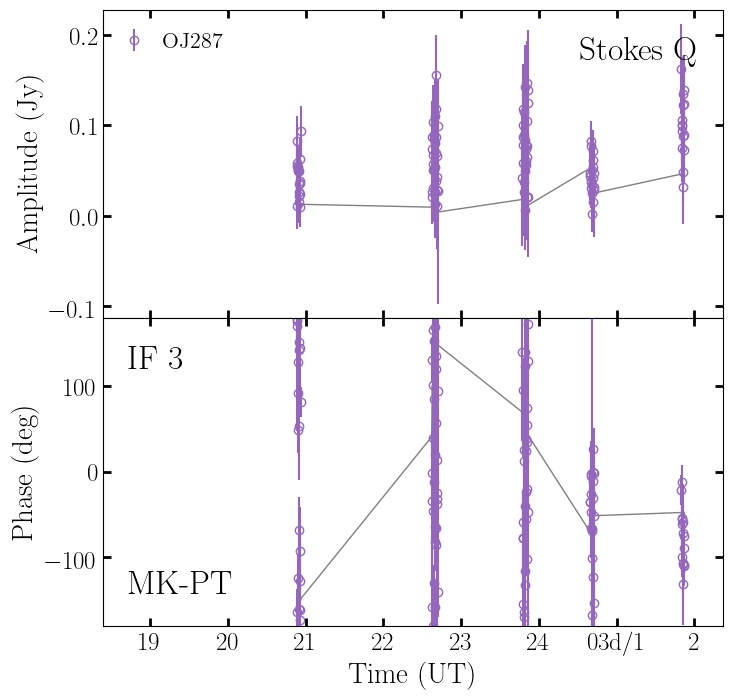 OJ287
Stokes Q
0.2
0.1
0.0
−0.1
Amplitude (Jy)
IF 3
100
0
−100
Phase (deg)
MK-PT
19 20 21 22 23 24 03d/1 2
Time (UT)